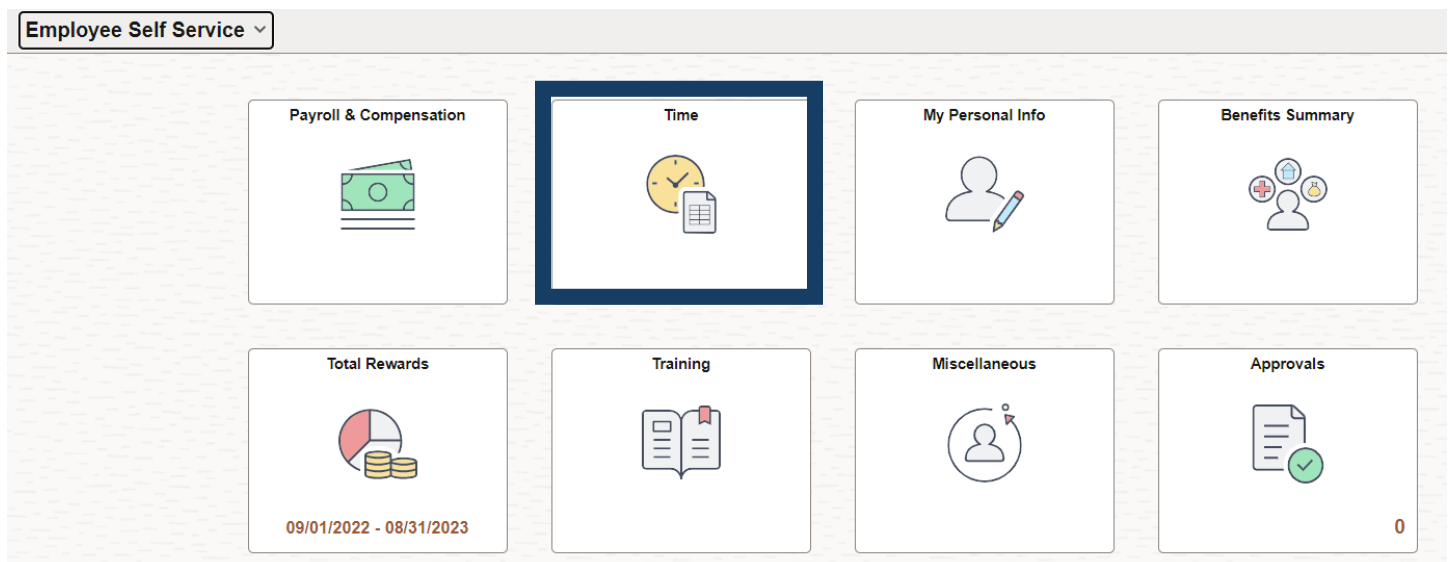 Employee Self Service
Payroll & Compensation
Time
My Personal Info
Benefits Summary
Total Rewards
09/01/2022 - 08/31/2023
Training
Miscellaneous
Approvals
0